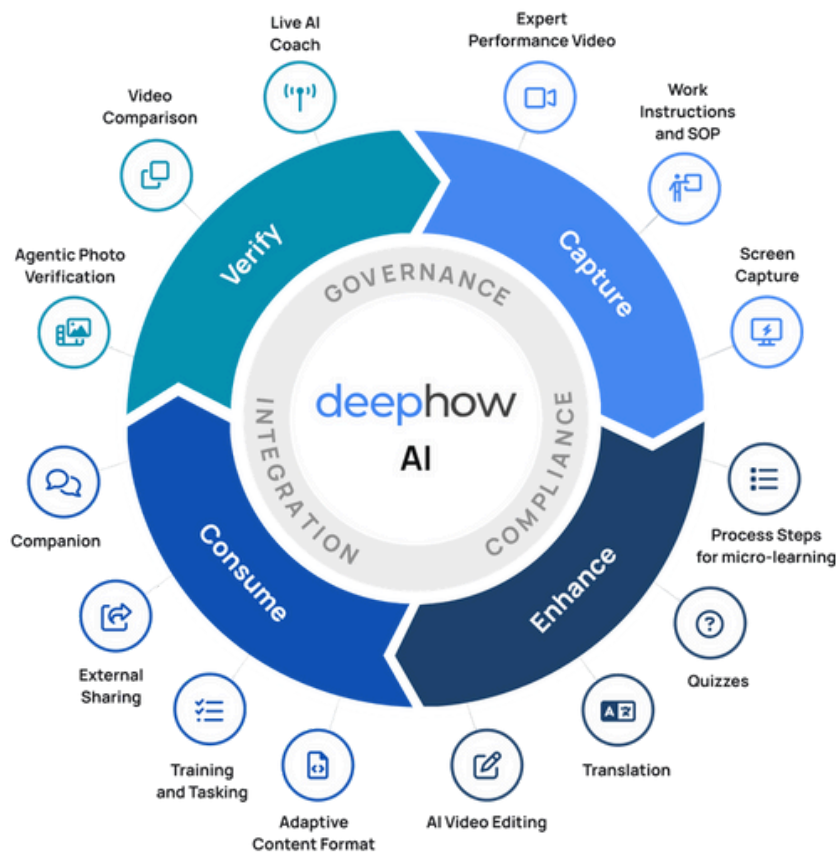 Live AI
Coach
Expert
Performance Video
Video
Comparison
Work
Instructions
and SOP
Agentic Photo
Verification
Screen
Capture
Verify
Capture
GOVERNANCE
INTEGRATION
COMPLIANCE
deephow
AI
Consume
Enhance
Companion
Process Steps
for micro-learning
External
Sharing
Quizzes
Training
and Tasking
Translation
A
Adaptive
Content Format
AI Video Editing